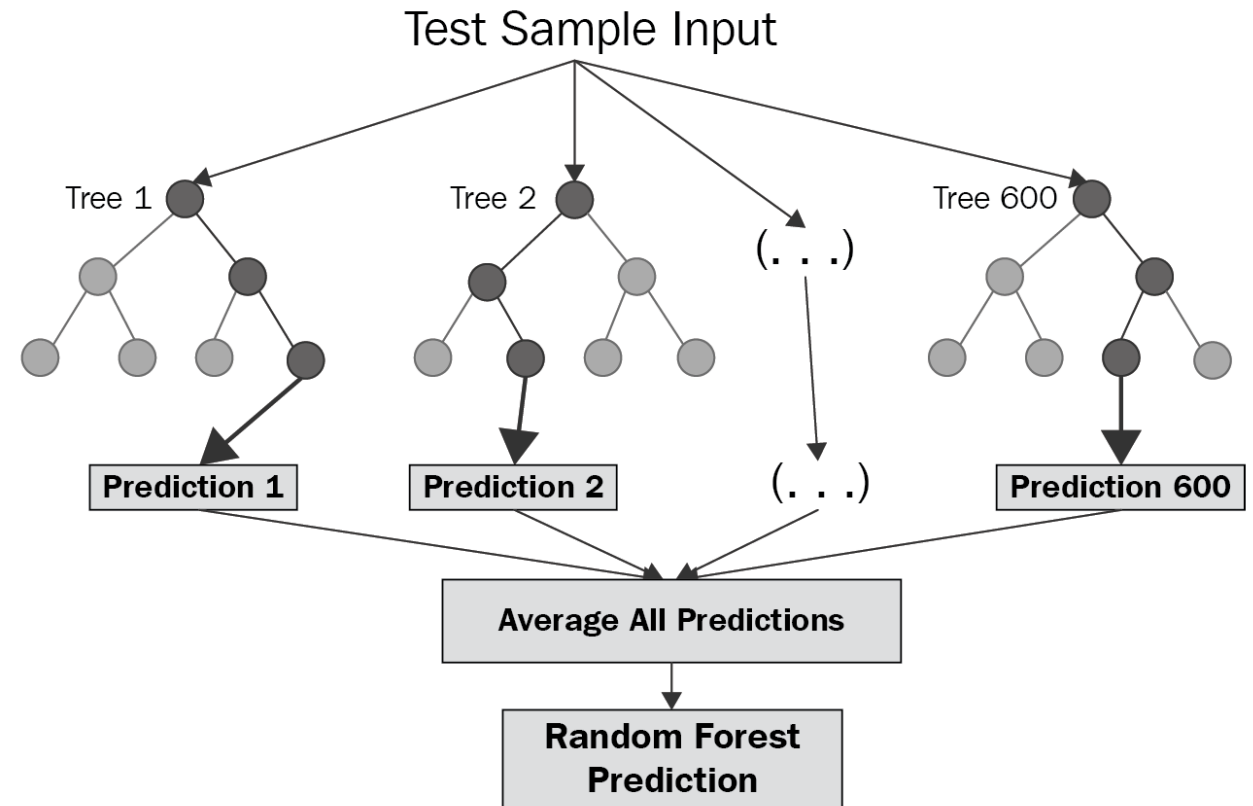 Test Sample Input
Tree 1
Tree 2
(. . .)
Tree 600
Prediction 1
Prediction 2
(. . .)
Prediction 600
Average All Predictions
Random Forest
Prediction